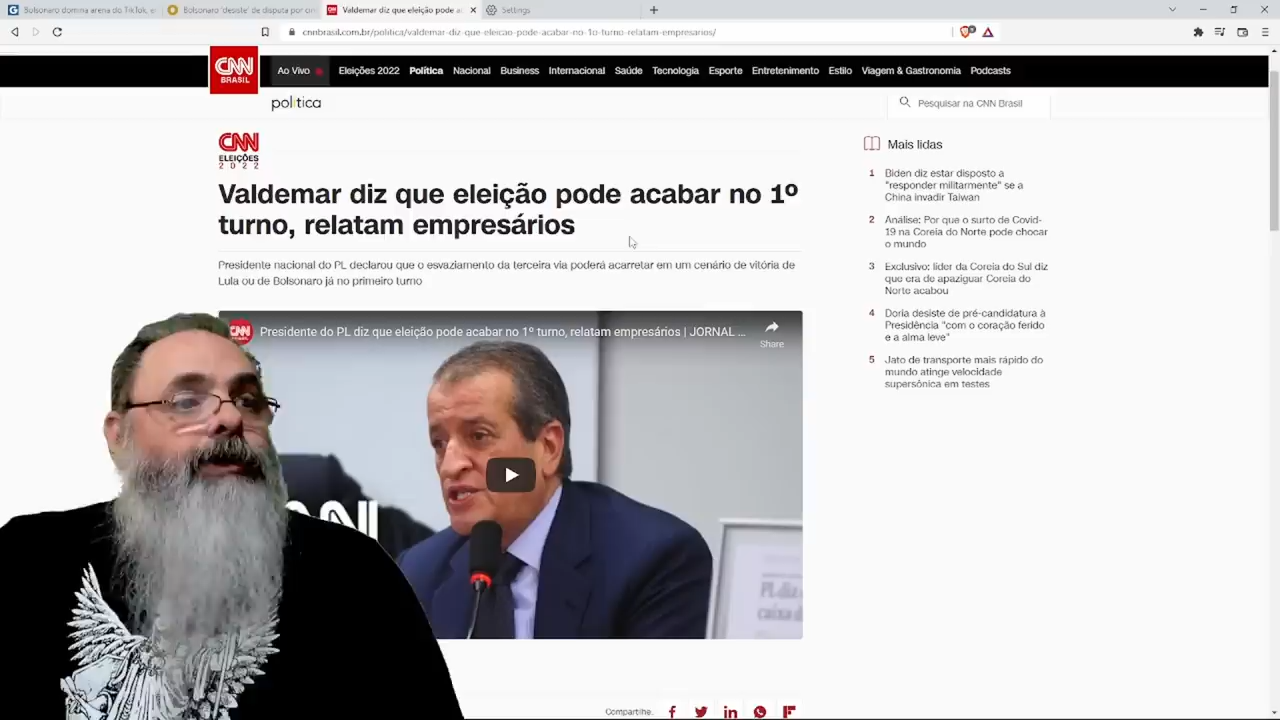 Bolsonaro domina arena do TikTok, e
Bolsonaro 'desiste' de disputa por
Valdemar diz que eleição pode ac
Settings
cnnbrasil.com.br/politica/valdemar-diz-que-eleicao-pode-acabar-no-1o-turno-relatam-empresarios/
CNN
BRASIL
Ao Vivo
Eleições 2022
Política
Nacional
Business
Internacional
Saúde
Tecnologia
Esporte
Entretenimento
Estilo
Viagem & Gastronomia
Podcasts
política
Pesquisar na CNN Brasil
CNN
ELEIÇÕES
2022
Valdemar diz que eleição pode acabar no 1º
turno, relatam empresários
Presidente nacional do PL declarou que o esvaziamento da terceira via poderá acarretar em um cenário de vitória de
Lula ou de Bolsonaro já no primeiro turno
CNN
Presidente do PL diz que eleição pode acabar no 1º turno, relatam empresários | JORNAL ...
Share
Compartilhe:
Mais lidas
1 Biden diz estar disposto a
"responder militarmente" se a
China invadir Taiwan
2 Análise: Por que o surto de Covid-
19 na Coreia do Norte pode chocar
o mundo
3 Exclusivo: líder da Coreia do Sul diz
que era de apaziguar Coreia do
Norte acabou
4 Doria desiste de pré-candidatura à
Presidência "com o coração ferido
e a alma leve"
5 Jato de transporte mais rápido do
mundo atinge velocidade
supersônica em testes